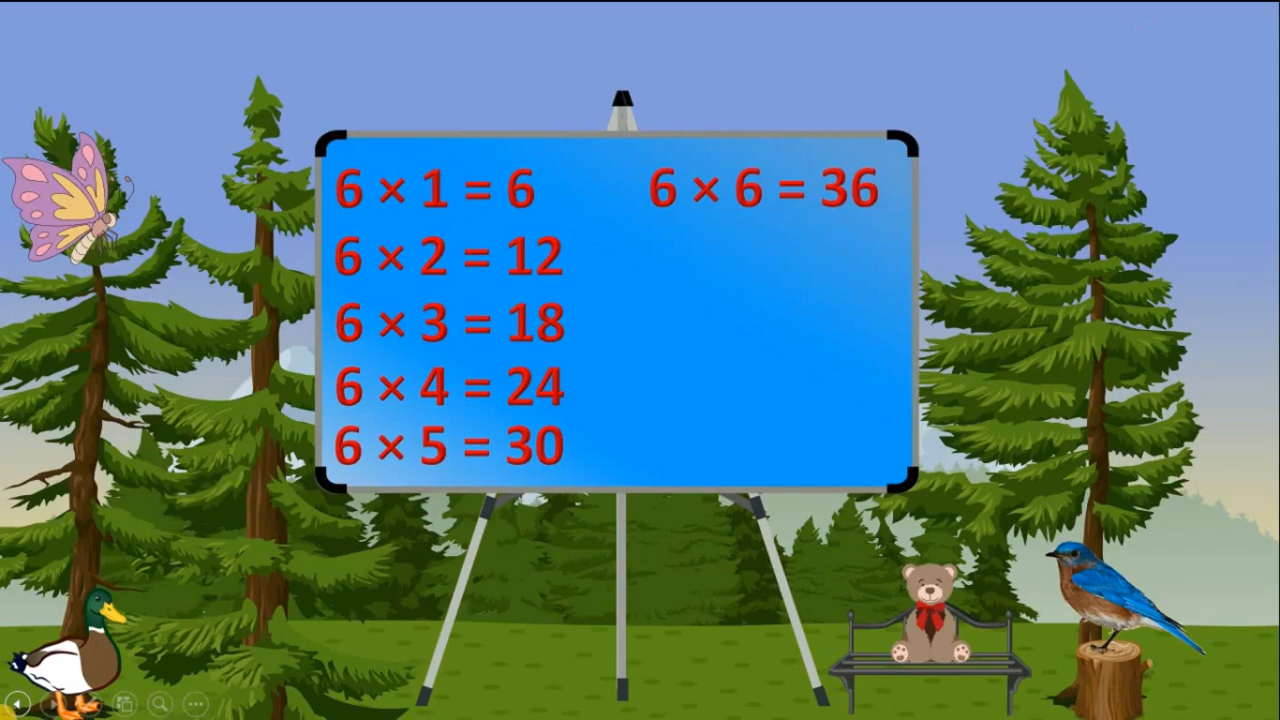 6 × 1 = 6
6 × 2 = 12
6 × 3 = 18
6 × 4 = 24
6 × 5 = 30
6 × 6 = 36